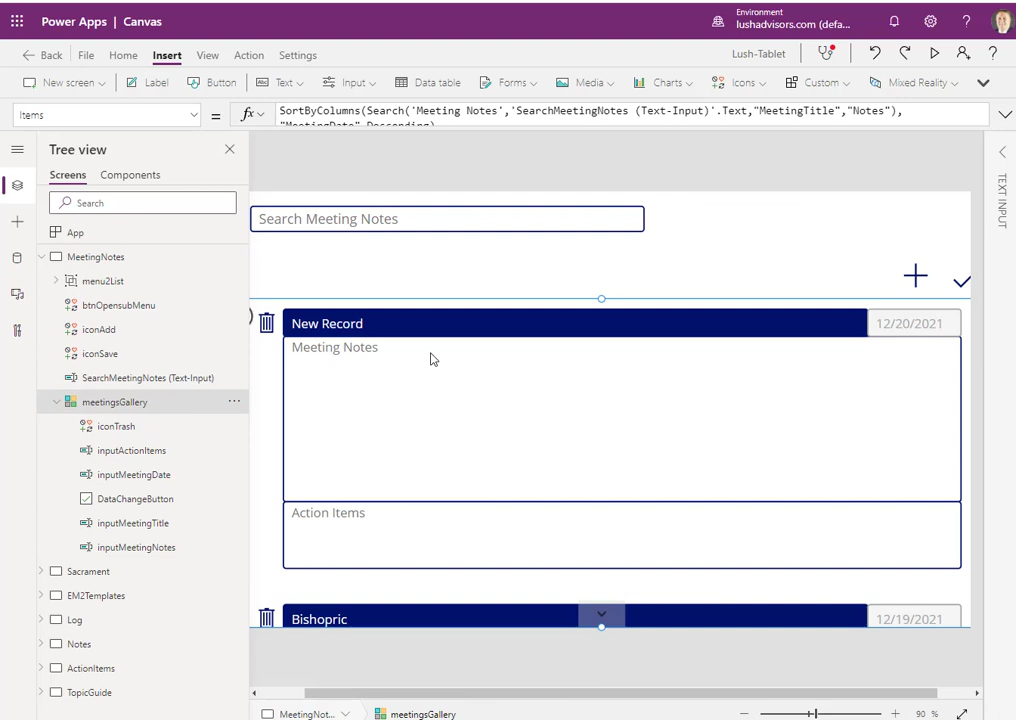 Power Apps | Canvas
Environment
lushadvisors.com (defa...
?
Back File Home Insert View Action Settings
Lush-Tablet
?
New screen Label Button Text Input Data table Forms Media Charts Icons Custom Mixed Reality
Items
= fx SortByColumns(Search('Meeting Notes','SearchMeetingNotes (Text-Input)'.Text,"MeetingTitle","Notes"),
"MeetingDate",Descending)
Tree view
Screens Components
Search
App
MeetingNotes
menu2List
btnOpensubMenu
iconAdd
iconSave
SearchMeetingNotes (Text-Input)
meetingsGallery ...
iconTrash
inputActionItems
inputMeetingDate
DataChangeButton
inputMeetingTitle
inputMeetingNotes
Sacrament
EM2Templates
Log
Notes
ActionItems
TopicGuide
Search Meeting Notes
New Record 12/20/2021
Meeting Notes
Action Items
Bishopric 12/19/2021
TEXT INPUT
MeetingNot... meetingsGallery
90 %